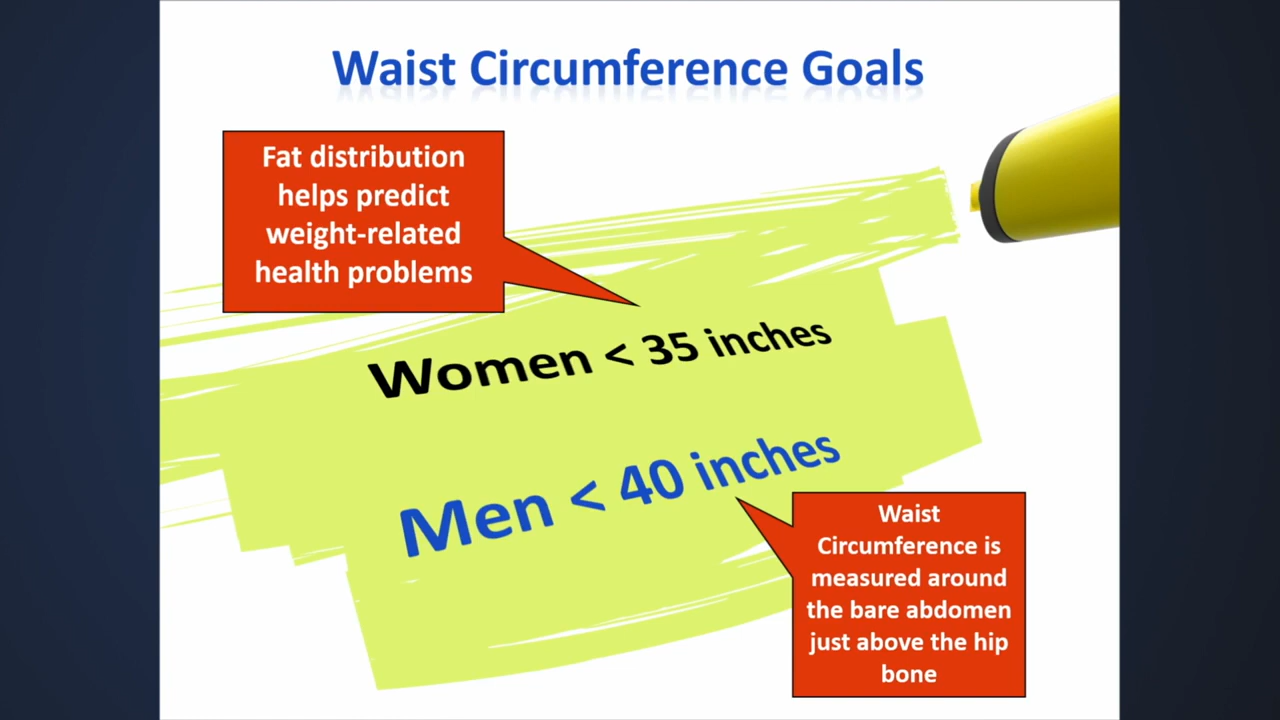 Waist Circumference Goals
Fat distribution
helps predict
weight-related
health problems
Women < 35 inches
Men < 40 inches
Waist
Circumference is
measured around
the bare abdomen
just above the hip
bone